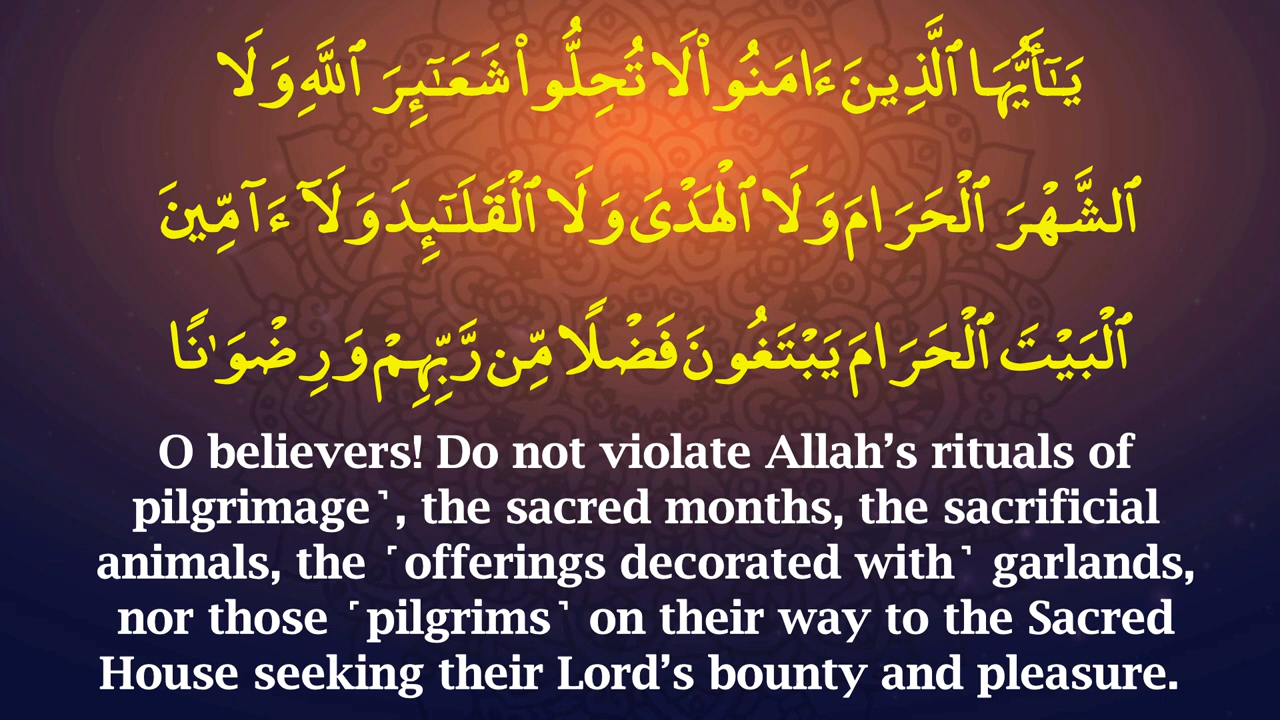 يَـٰٓأَيُّهَا ٱلَّذِينَ ءَامَنُوا۟ لَا تُحِلُّوا۟ شَعَـٰٓئِرَ ٱللَّهِ وَلَا
ٱلشَّهْرَ ٱلْحَرَامَ وَلَا ٱلْهَدْىَ وَلَا ٱلْقَلَـٰٓئِدَ وَلَآ ءَآمِّينَ
ٱلْبَيْتَ ٱلْحَرَامَ يَبْتَغُونَ فَضْلًا مِّن رَّبِّهِمْ وَرِضْوَٰنًا
O believers! Do not violate Allah’s rituals of
pilgrimage˺, the sacred months, the sacrificial
animals, the ˹offerings decorated with˺ garlands,
nor those ˹pilgrims˺ on their way to the Sacred
House seeking their Lord’s bounty and pleasure.